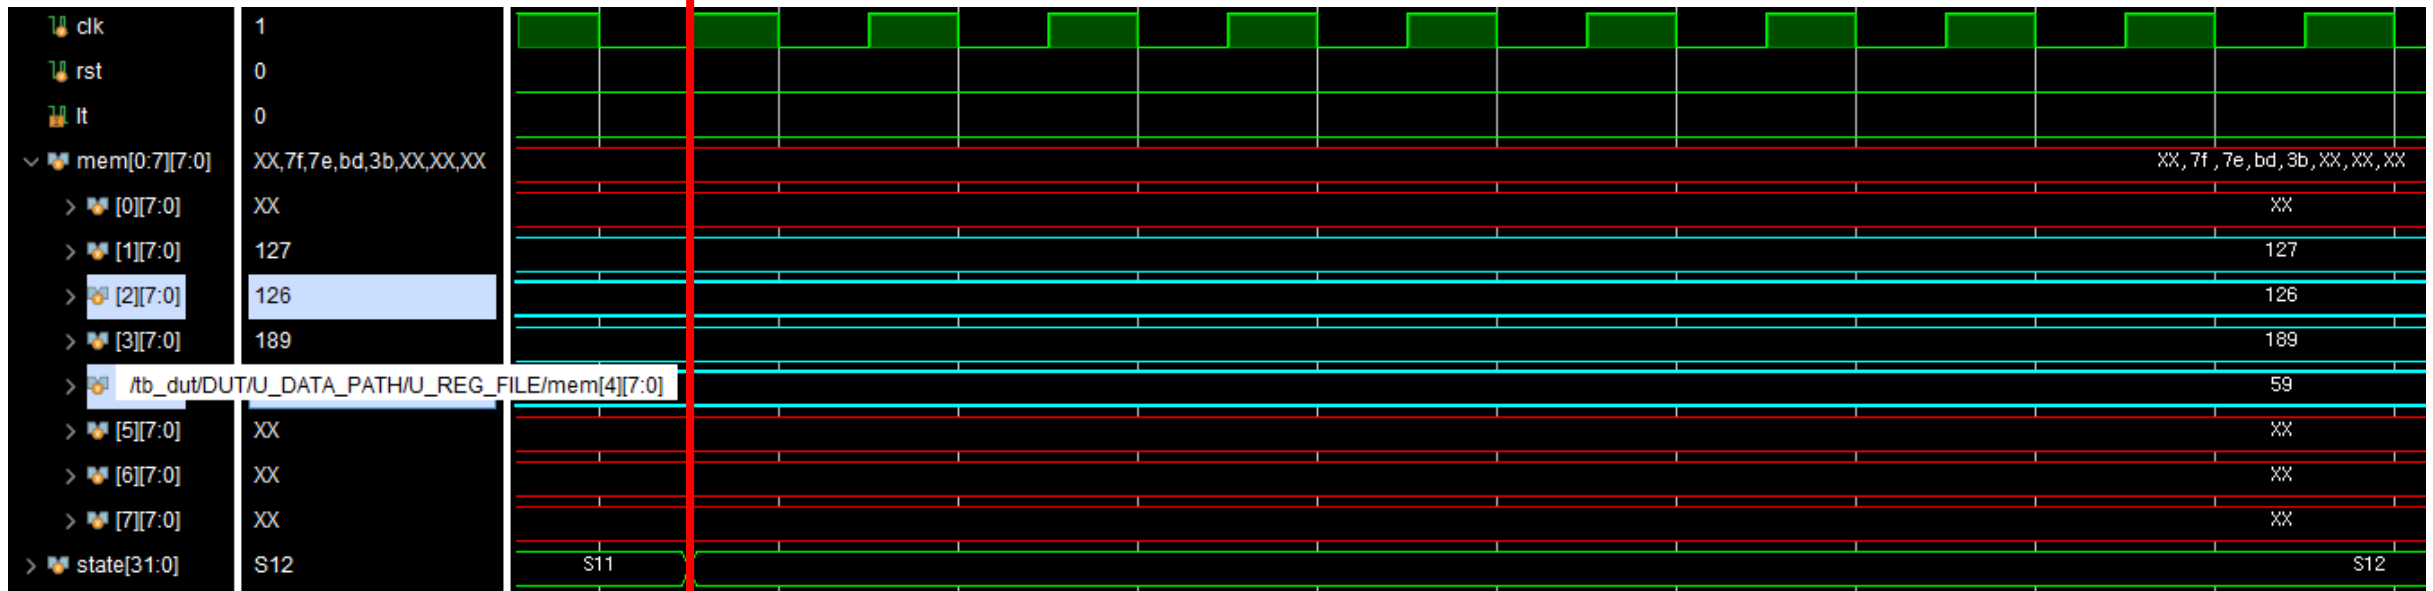 clk 1
rst 0
lt 0
mem[0:7][7:0] XX,7f,7e,bd,3b,XX,XX,XX XX,7f,7e,bd,3b,XX,XX,XX
[0][7:0] XX XX
[1][7:0] 127 127
[2][7:0] 126 126
[3][7:0] 189 189
/tb_dut/DUT/U_DATA_PATH/U_REG_FILE/mem[4][7:0] 59
[5][7:0] XX XX
[6][7:0] XX XX
[7][7:0] XX XX
state[31:0] S12 S11 S12